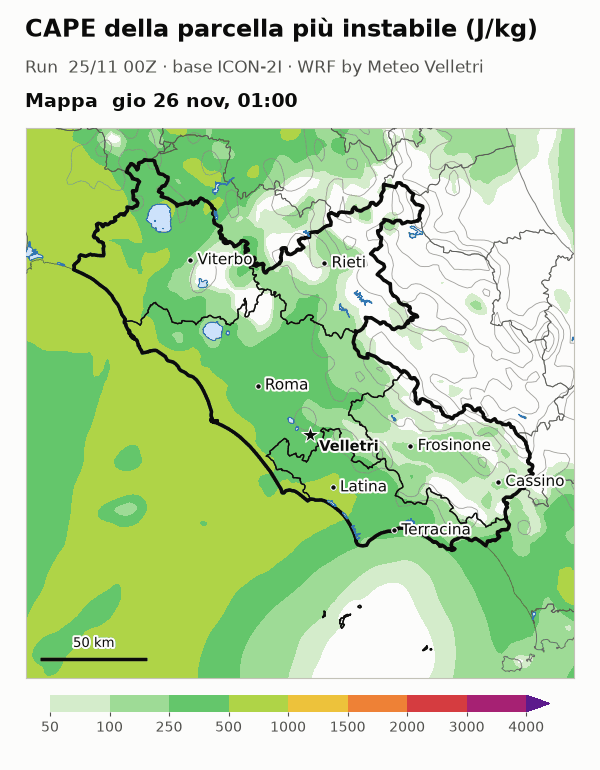 CAPE della parcella più instabile (J/kg)
Run  25/11 00Z · base ICON-2I · WRF by Meteo Velletri
Mappa  gio 26 nov, 01:00
Viterbo
Rieti
Roma
Velletri
Frosinone
Cassino
Latina
Terracina
50 km
50 100 250 500 1000 1500 2000 3000 4000